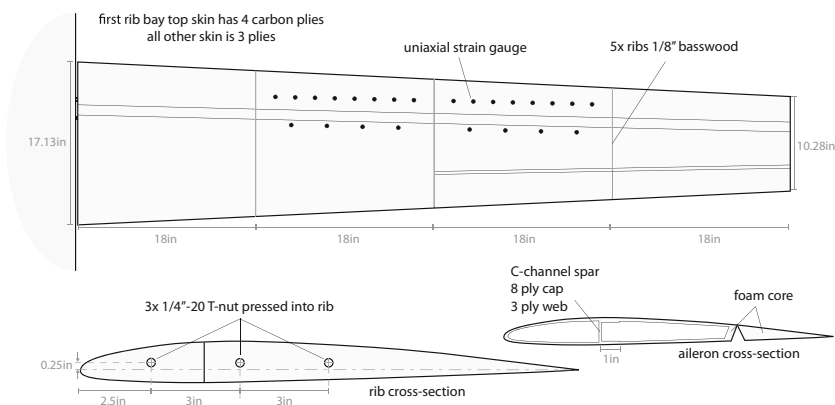 first rib bay top skin has 4 carbon plies
all other skin is 3 plies
uniaxial strain gauge
5x ribs 1/8” basswood
17.13in
10.28in
18in
18in
18in
18in
C-channel spar
8 ply cap
3 ply web
foam core
1in
aileron cross-section
3x 1/4”-20 T-nut pressed into rib
0.25in
2.5in
3in
3in
rib cross-section